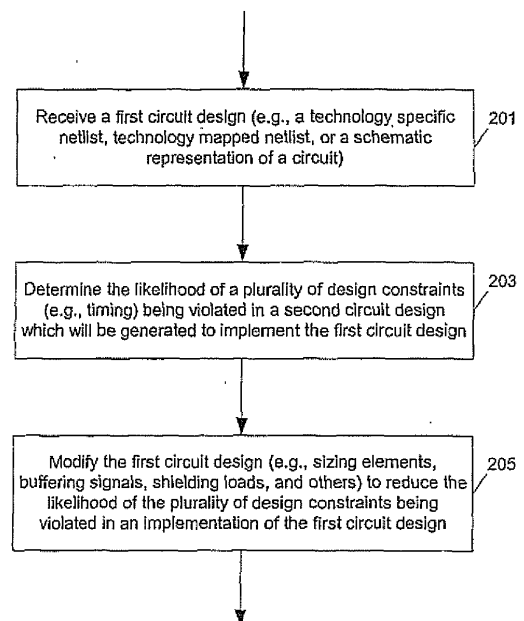 Receive a first circuit design (e.g., a technology specific
netlist, technology mapped netlist, or a schematic
representation of a circuit)
201
Determine the likelihood of a plurality of design constraints
(e.g., timing) being violated in a second circuit design
which will be generated to implement the first circuit design
203
Modify the first circuit design (e.g., sizing elements,
buffering signals, shielding loads, and others) to reduce the
likelihood of the plurality of design constraints being
violated in an implementation of the first circuit design
205